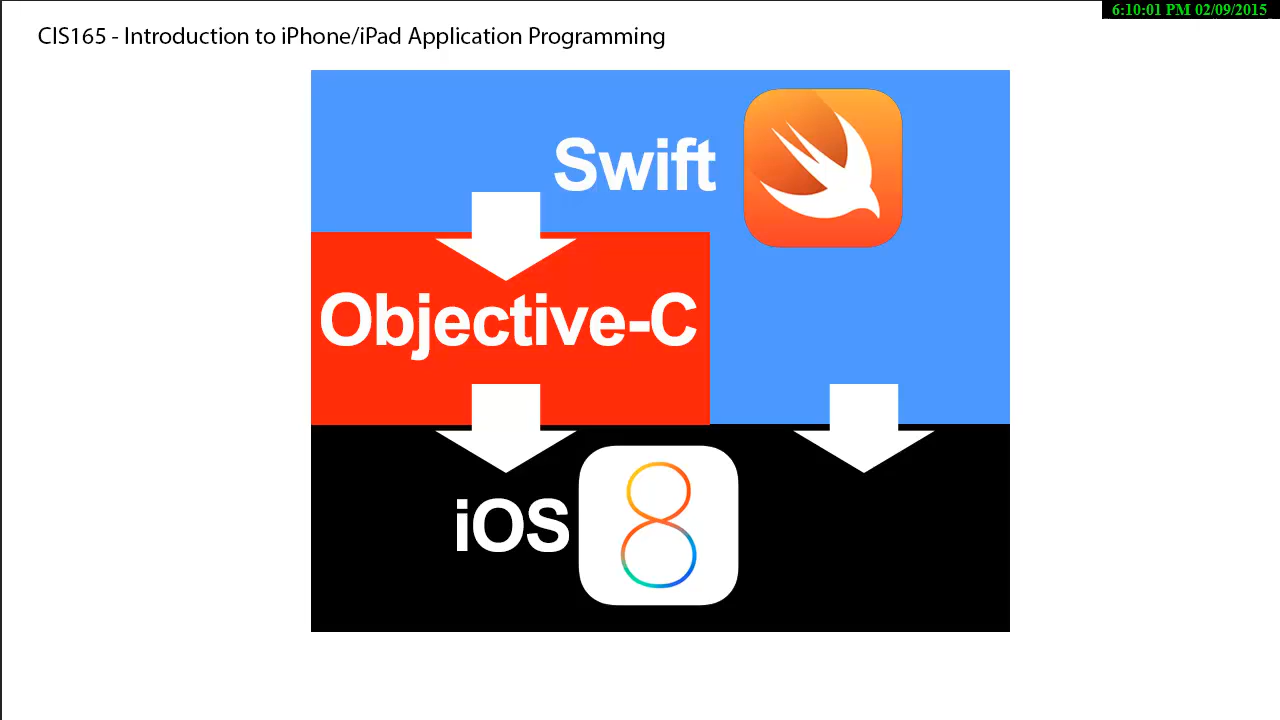 6:10:01 PM 02/09/2015
CIS165 - Introduction to iPhone/iPad Application Programming
Swift
Objective-C
iOS 8